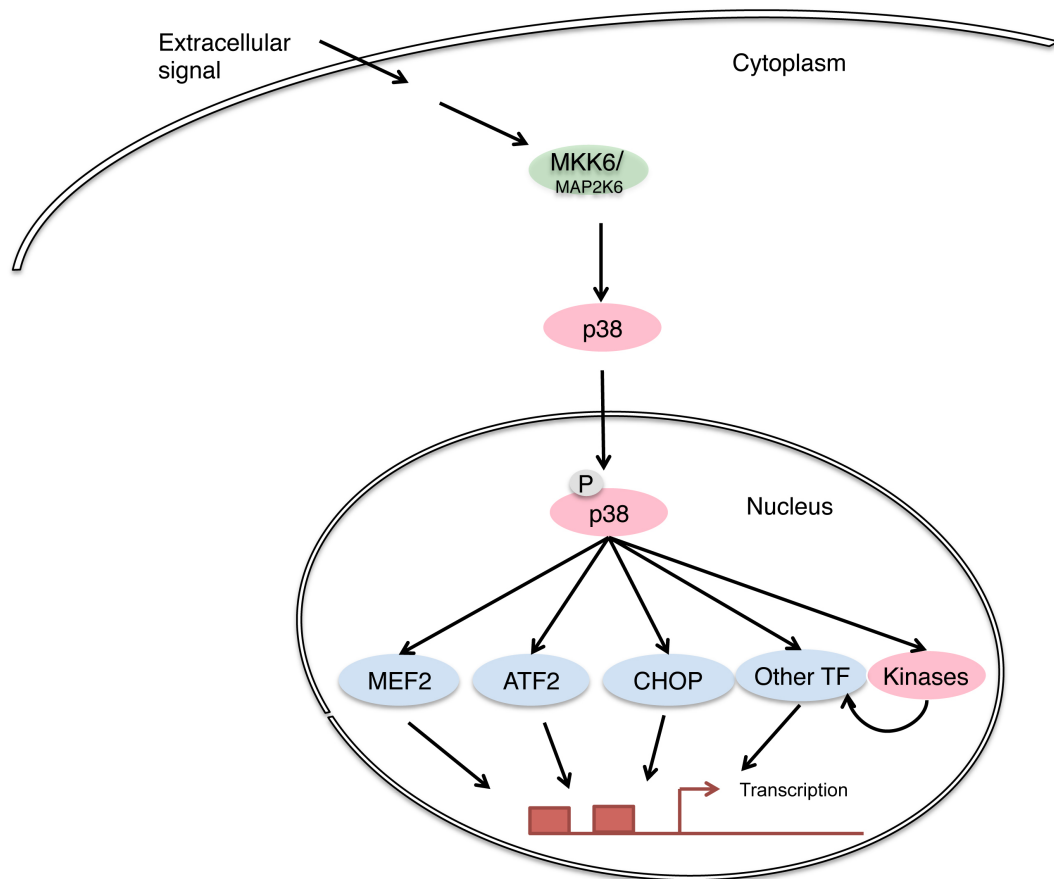 Extracellular
signal
Cytoplasm
MKK6/
MAP2K6
p38
P
p38
Nucleus
MEF2
ATF2
CHOP
Other TF
Kinases
Transcription